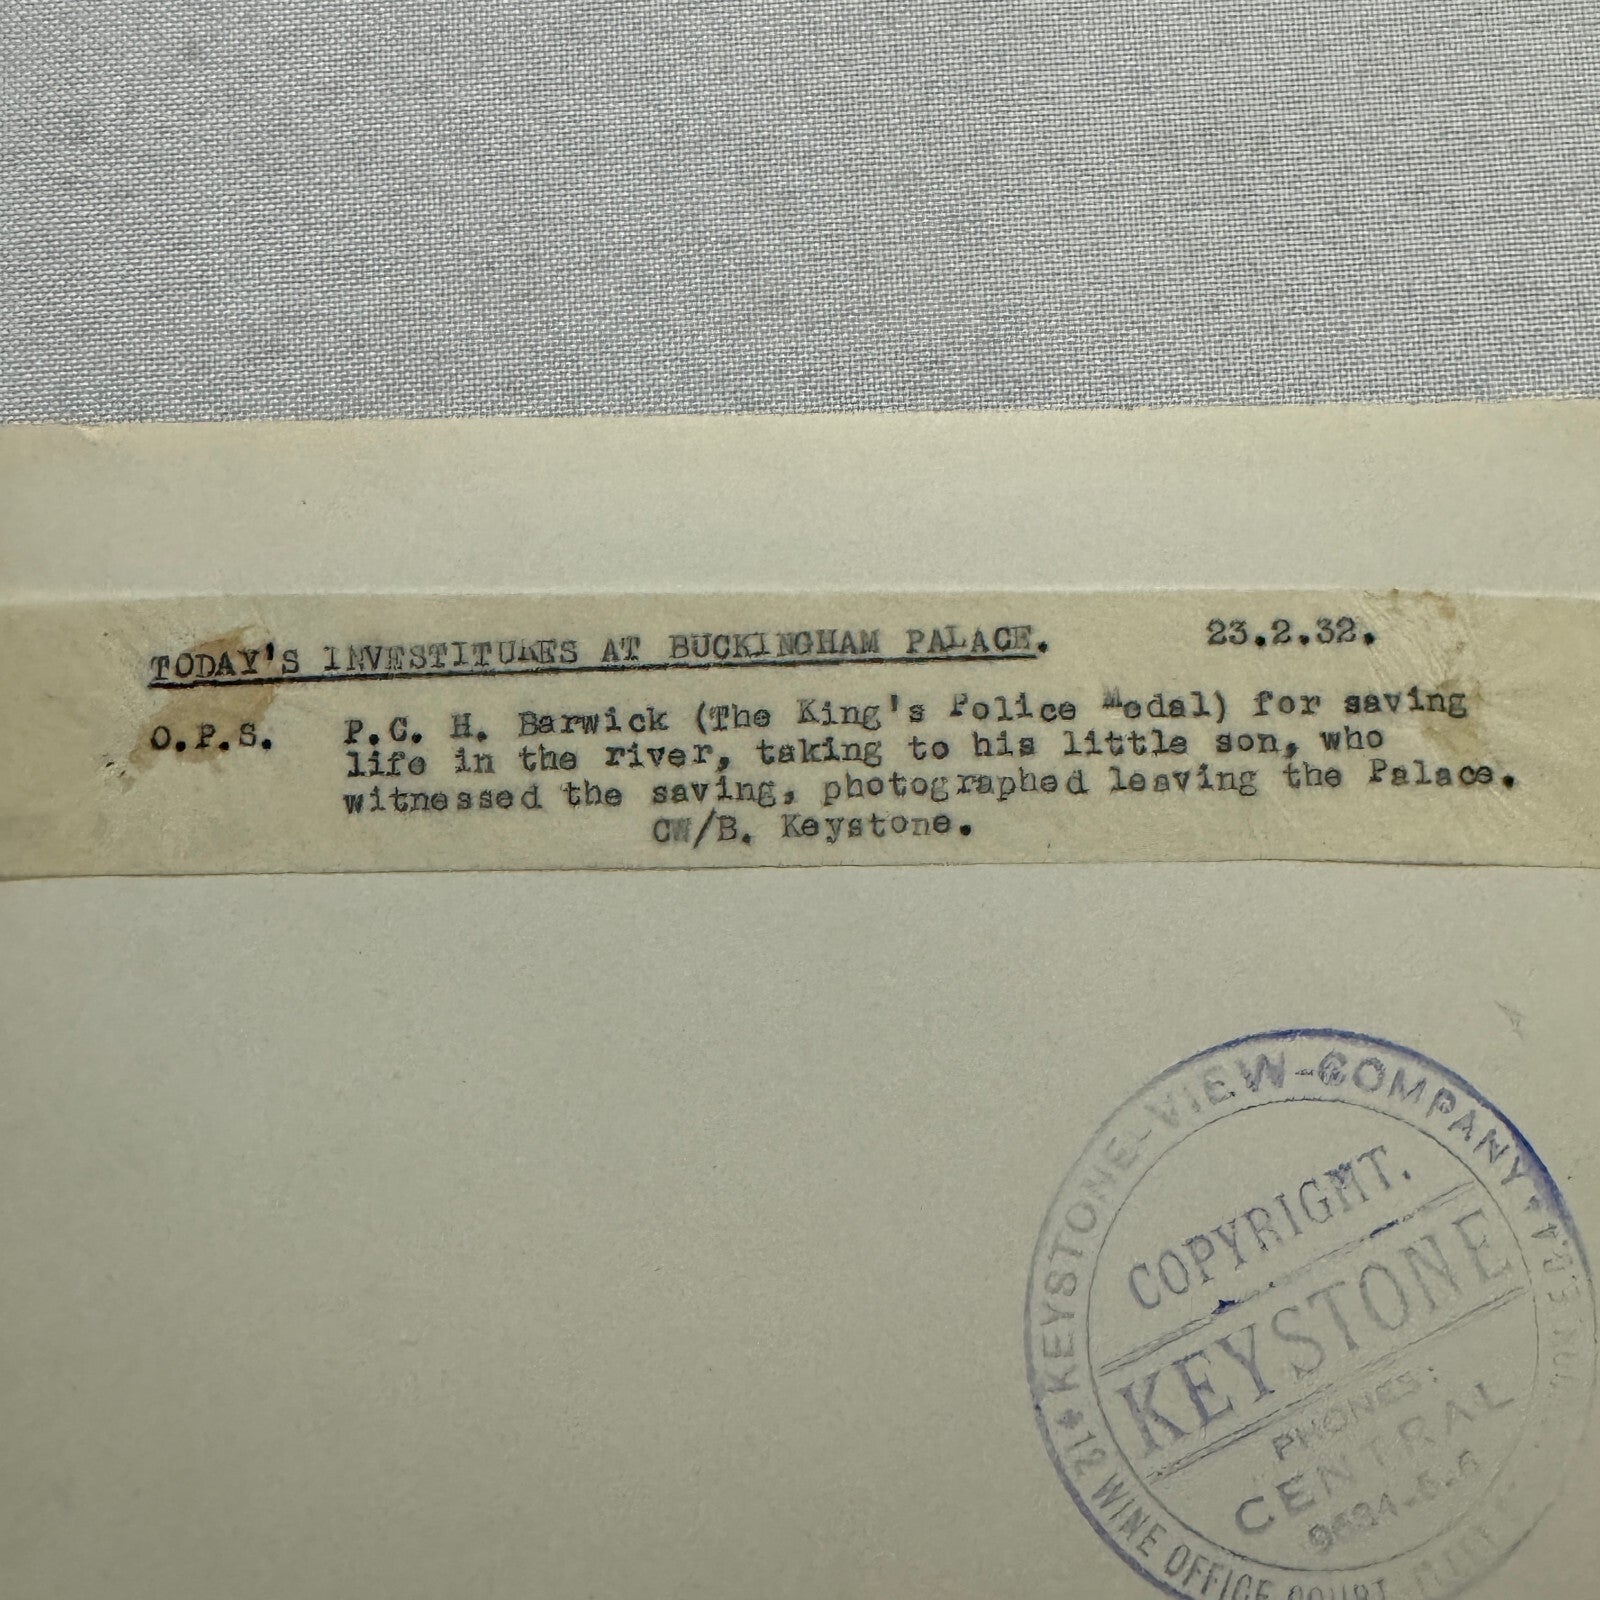 TODAY'S INVESTITURES AT BUCKINGHAM PALACE. 23.2.32.
O.P.S. P.C. H. Barwick (The King's Police Medal) for saving
life in the river, taking to his little son, who
witnessed the saving, photographed leaving the Palace.
CW/B. Keystone.
KEYSTONE-VIEW-COMPANY
COPYRIGHT.
KEYSTONE
PHONES:
CENTRAL
12 WINE OFFICE COURT